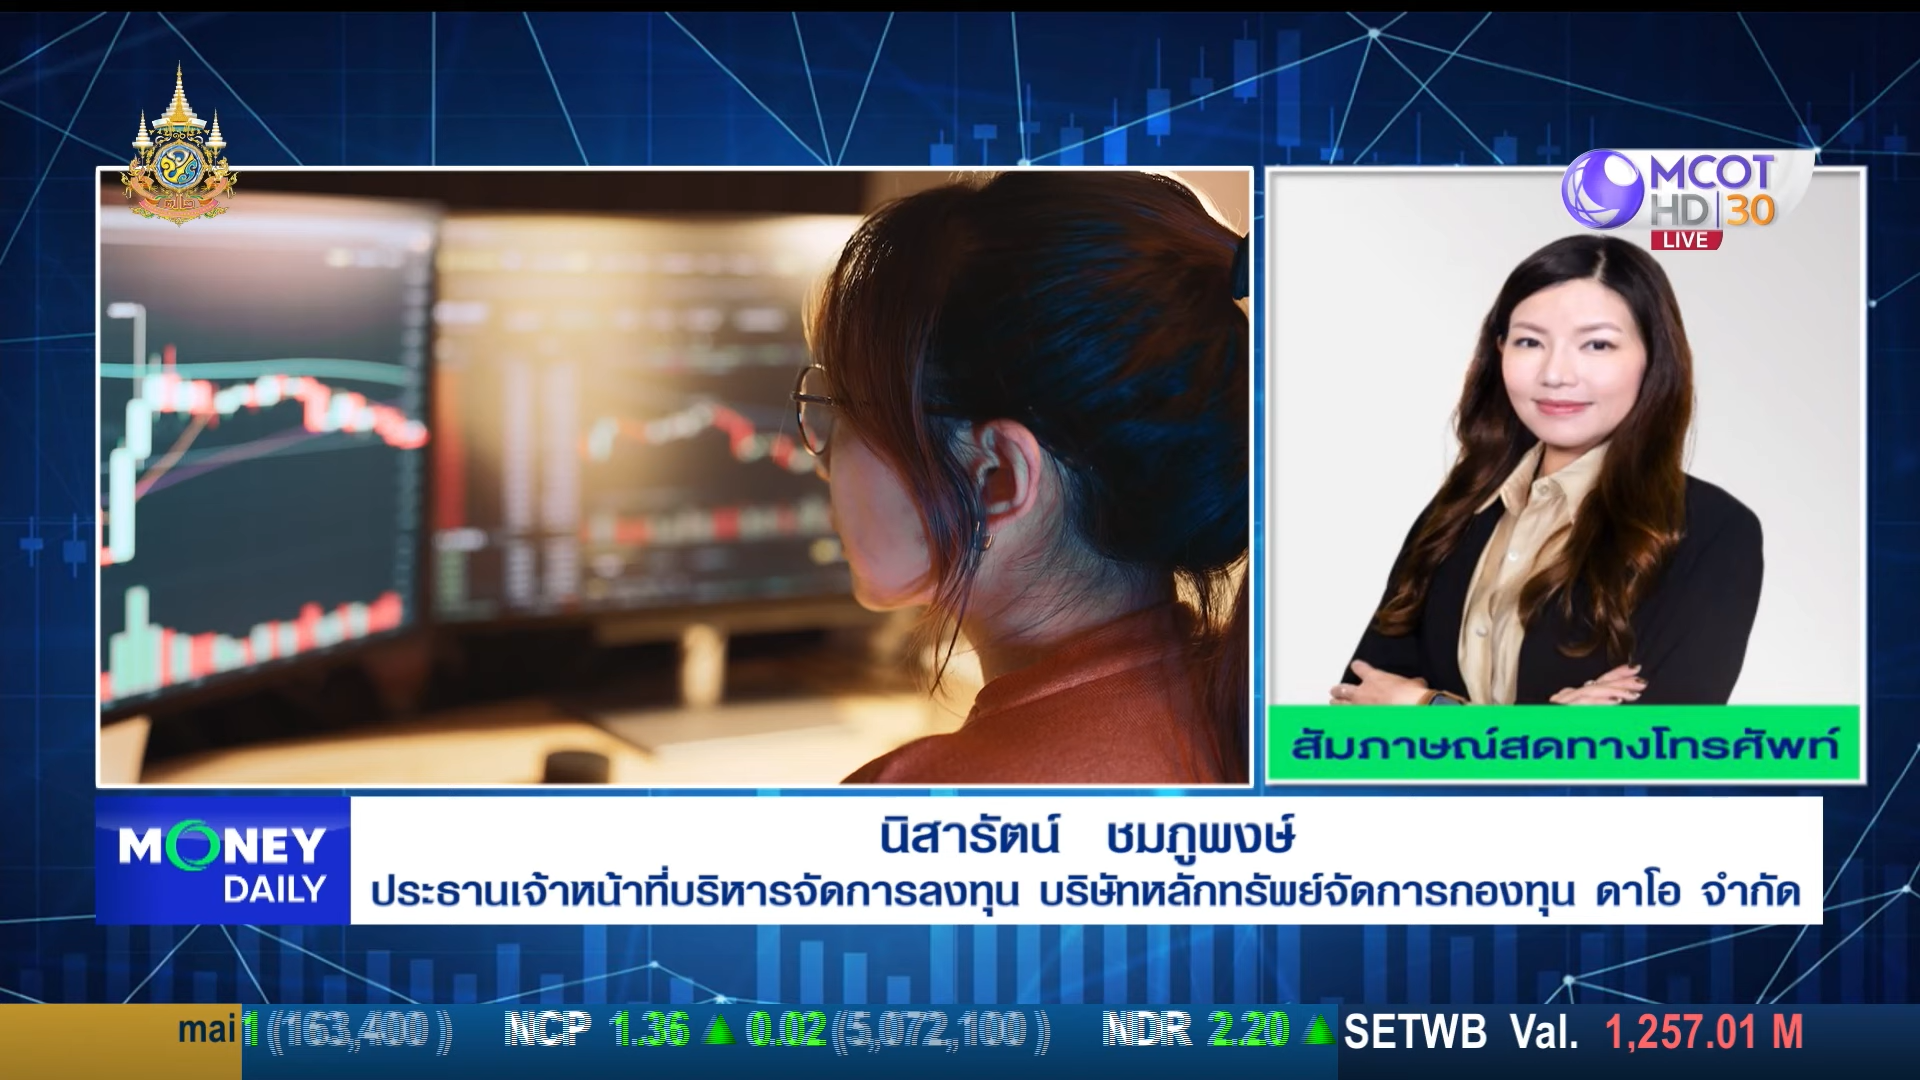 MCOT
HD 30
LIVE
สัมภาษณ์สดทางโทรศัพท์
MONEY
DAILY
นิสารัตน์ ชมภูพงษ์
ประธานเจ้าหน้าที่บริหารจัดการลงทุน บริษัทหลักทรัพย์จัดการกองทุน ดาโอ จำกัด
mai 1 (163,400) NCP 1.36 ▲ 0.02 (5,072,100) NDR 2.20 ▲ SETWB Val. 1,257.01 M